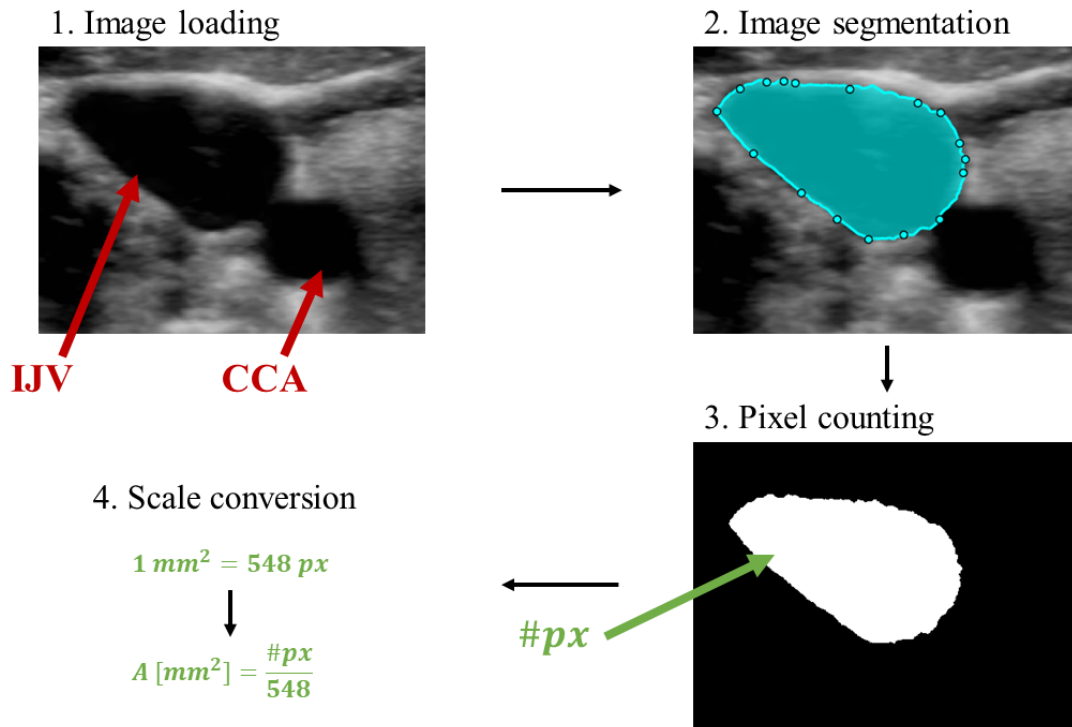 1. Image loading
2. Image segmentation
IJV
CCA
3. Pixel counting
#px
4. Scale conversion
1 mm² = 548 px
A [mm²] = #px / 548